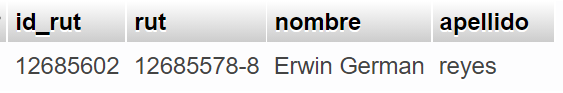 id_rut rut nombre apellido
12685602 12685578-8 Erwin German reyes